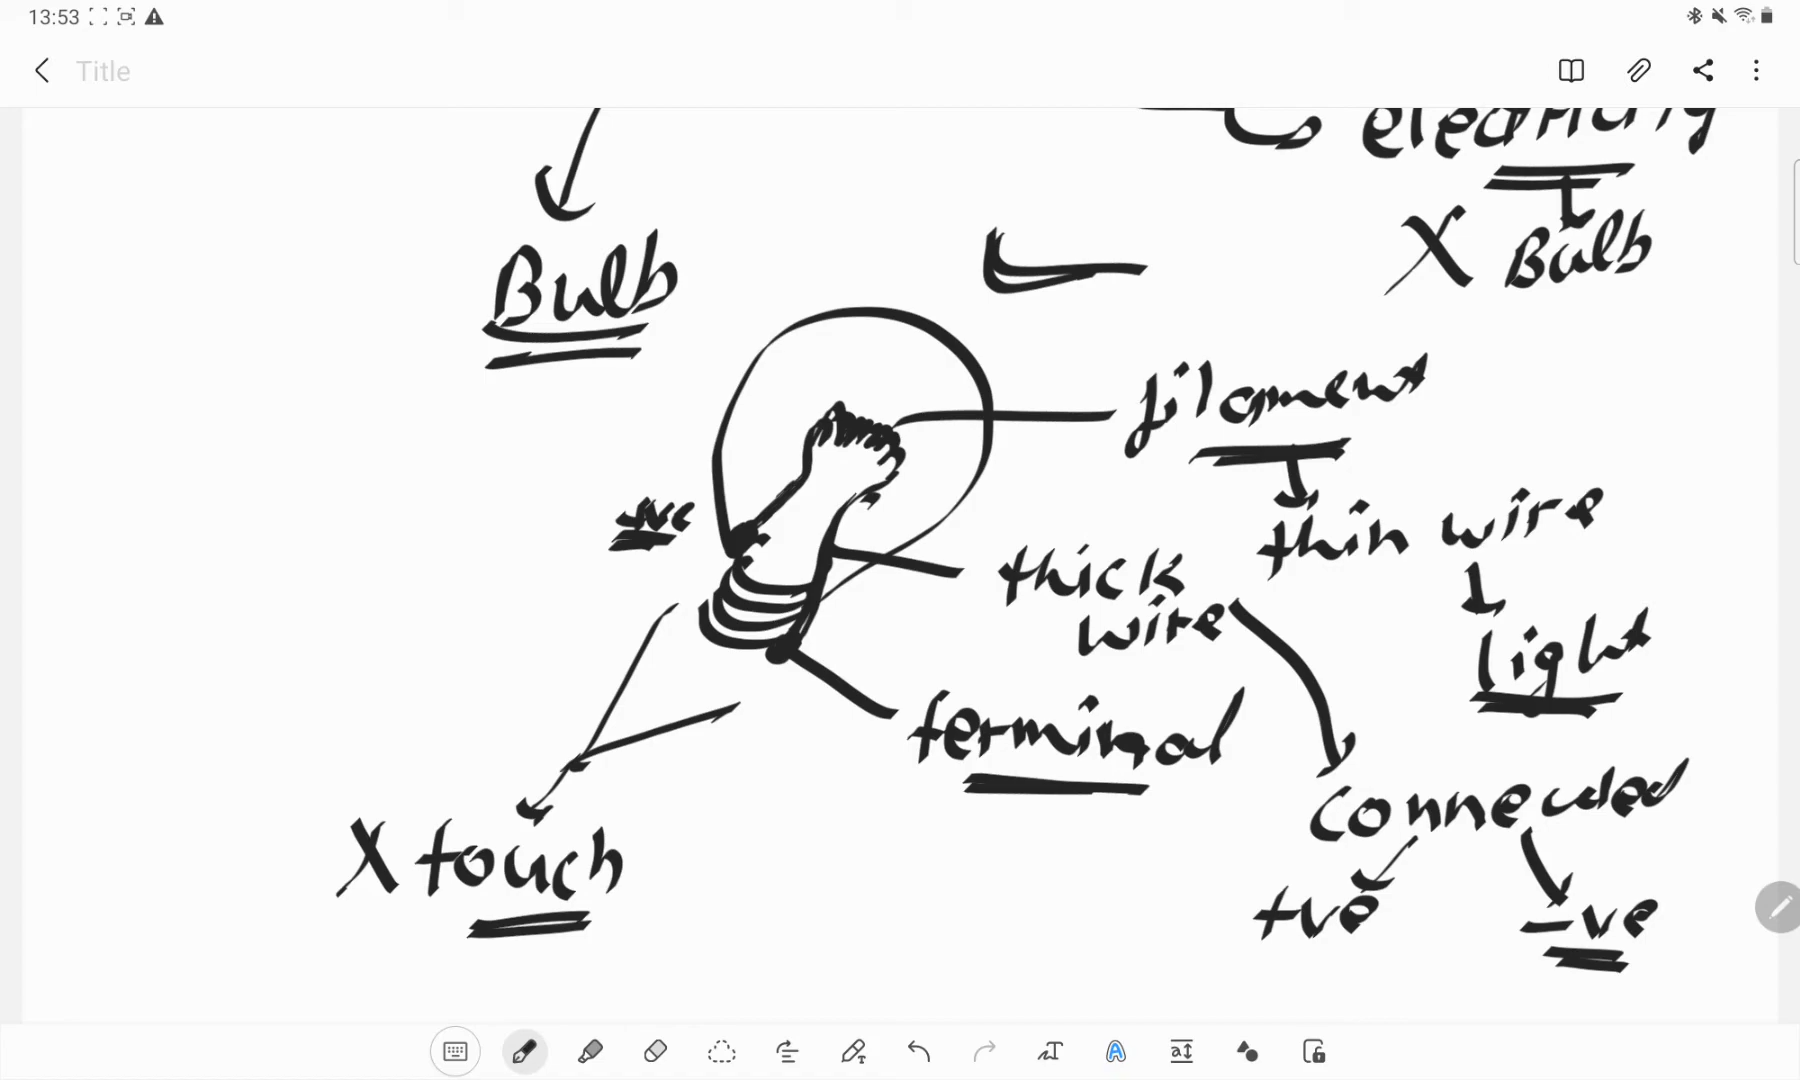 13:53
Title
electricity
X Bulb
Bulb
filament
thin wire
light
thick
wire
+ve
terminal
connected
+ve
-ve
X touch